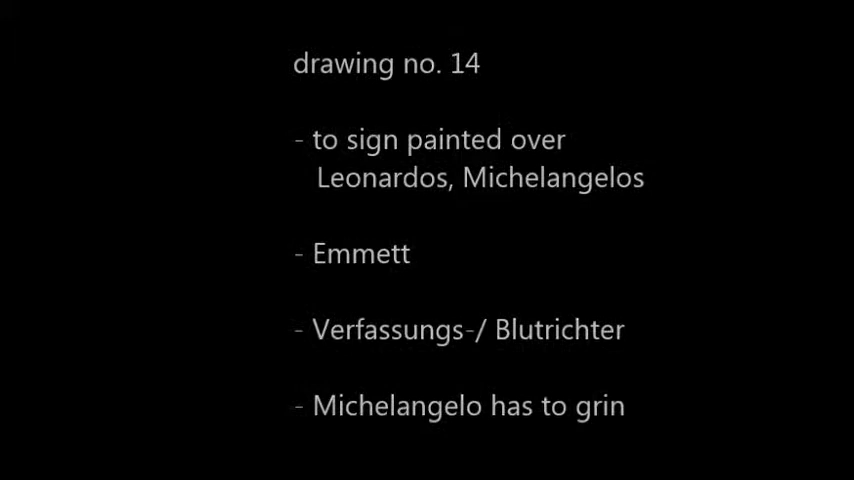 drawing no. 14
- to sign painted over
Leonardos, Michelangelos
- Emmett
- Verfassungs-/ Blutrichter
- Michelangelo has to grin